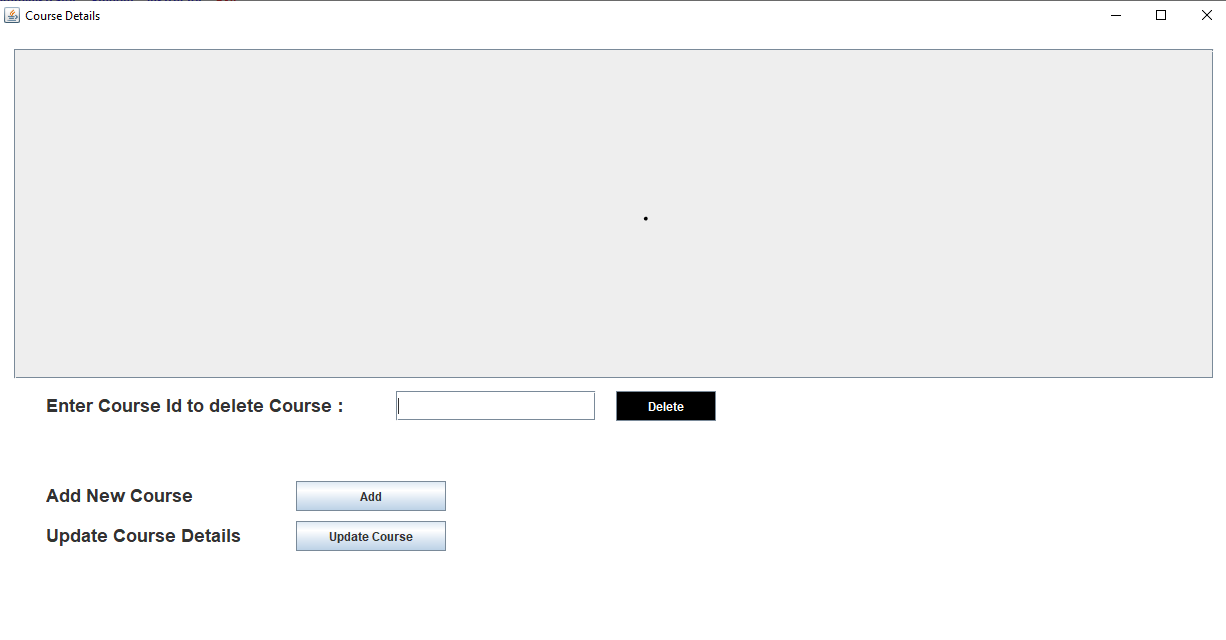 Course Details
Enter Course Id to delete Course :
Delete
Add New Course
Add
Update Course Details
Update Course